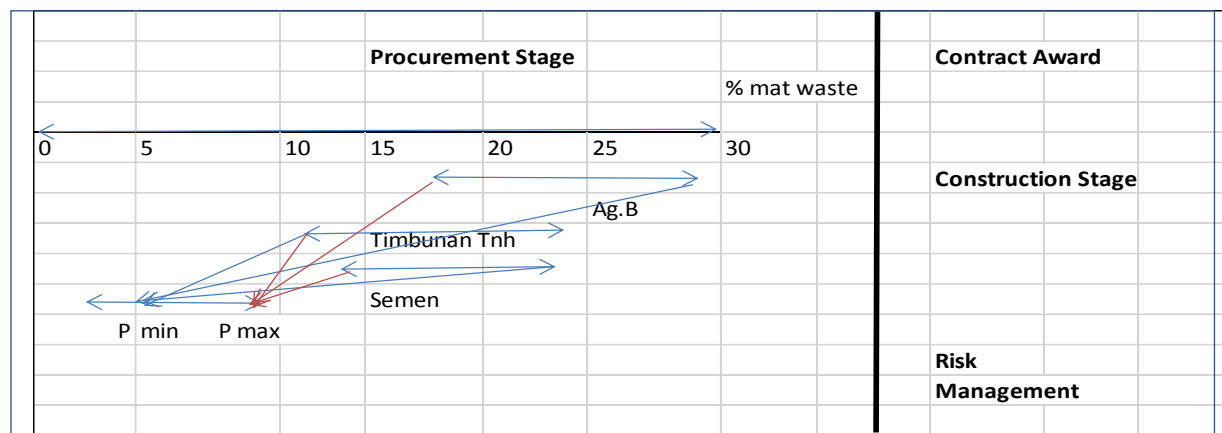 Procurement Stage
Contract Award
% mat waste
0 5 10 15 20 25 30
Construction Stage
Ag.B
Timbunan Tnh
Semen
P min P max
Risk
Management